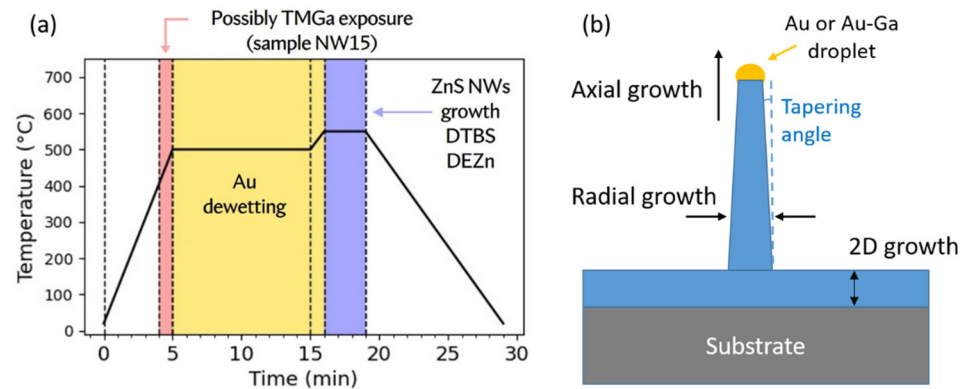 (a)
Possibly TMGa exposure
(sample NW15)
Temperature (°C)
700
600
500
400
300
200
100
0
Au
dewetting
ZnS NWs
growth
DTBS
DEZn
0
5
10
15
20
25
30
Time (min)
(b)
Au or Au-Ga
droplet
Axial growth
Tapering
angle
Radial growth
2D growth
Substrate